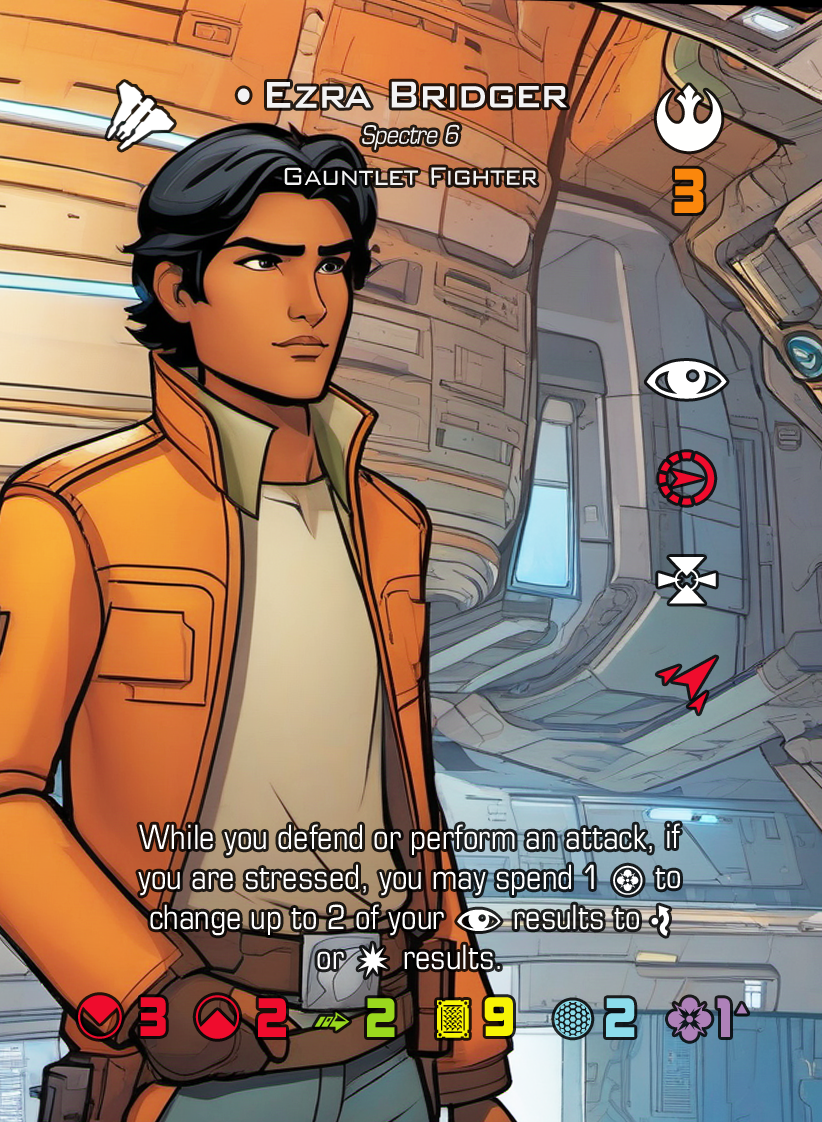 • Ezra Bridger
Spectre 6
Gauntlet Fighter
3
While you defend or perform an attack, if
you are stressed, you may spend 1 to
change up to 2 of your results to
or results.
3 2 2 9 2 1